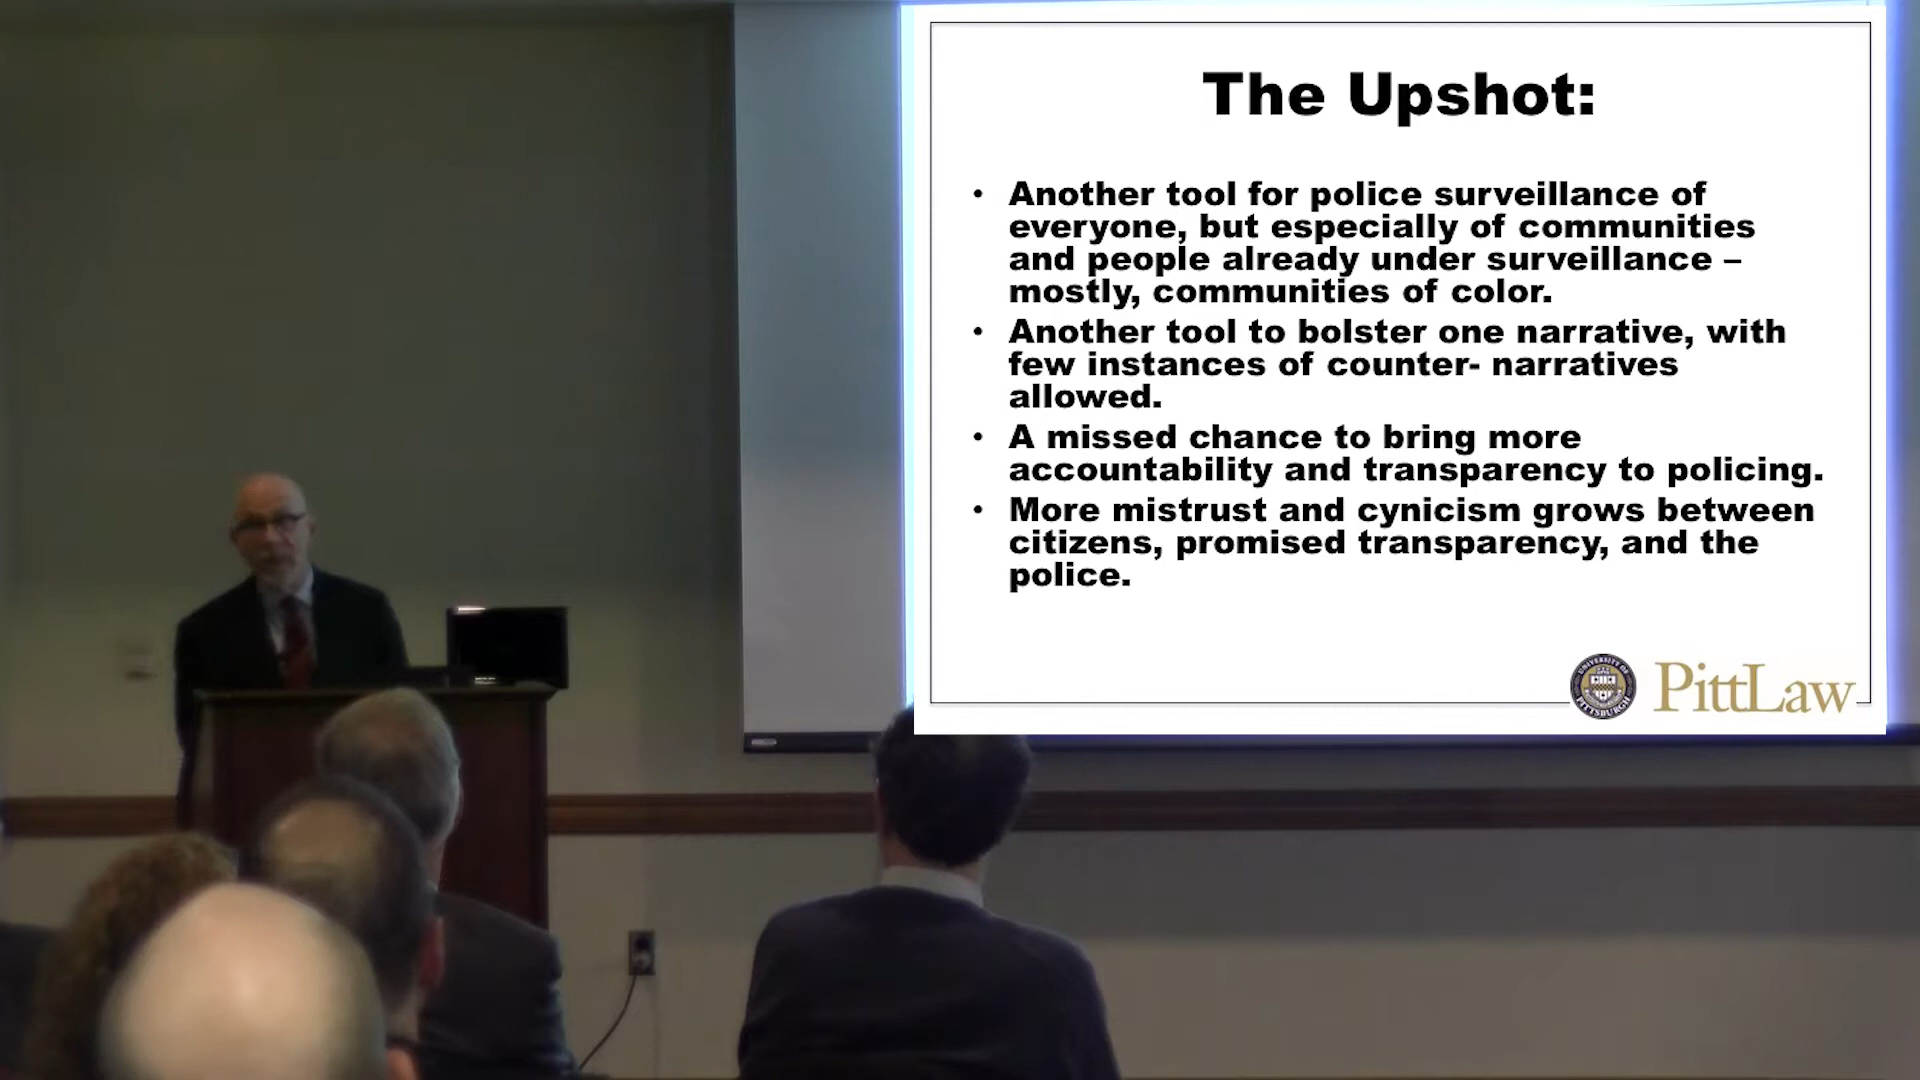 The Upshot:
• Another tool for police surveillance of
everyone, but especially of communities
and people already under surveillance –
mostly, communities of color.
• Another tool to bolster one narrative, with
few instances of counter- narratives
allowed.
• A missed chance to bring more
accountability and transparency to policing.
• More mistrust and cynicism grows between
citizens, promised transparency, and the
police.
UNIVERSITY OF
PITTSBURGH
PittLaw